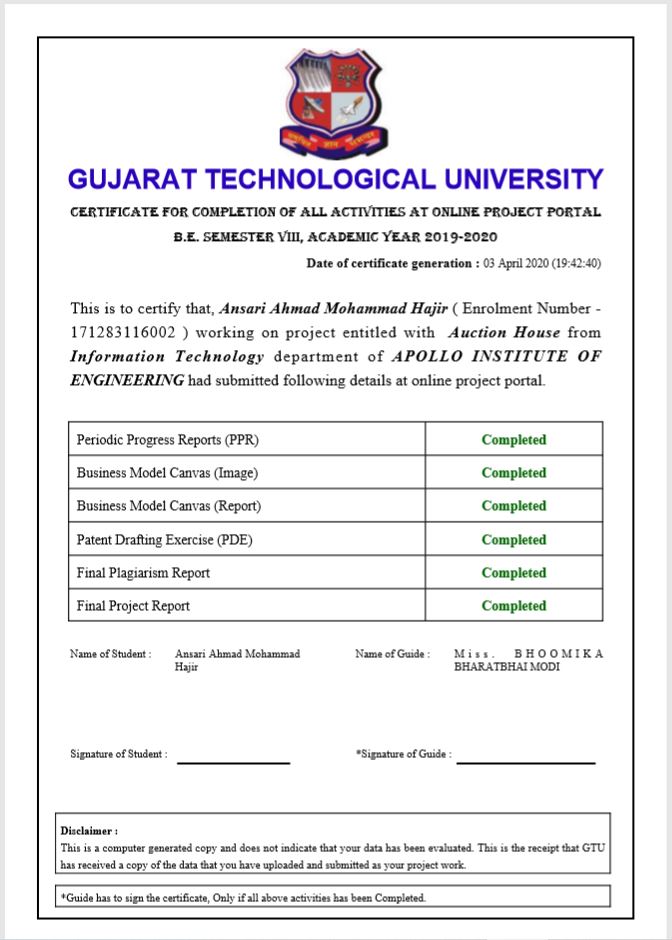 GUJARAT TECHNOLOGICAL UNIVERSITY
CERTIFICATE FOR COMPLETION OF ALL ACTIVITIES AT ONLINE PROJECT PORTAL
B.E. SEMESTER VIII, ACADEMIC YEAR 2019-2020
Date of certificate generation : 03 April 2020 (19:42:40)
This is to certify that, Ansari Ahmad Mohammad Hajir ( Enrolment Number -
171283116002 ) working on project entitled with Auction House from
Information Technology department of APOLLO INSTITUTE OF
ENGINEERING had submitted following details at online project portal.
Periodic Progress Reports (PPR) Completed
Business Model Canvas (Image) Completed
Business Model Canvas (Report) Completed
Patent Drafting Exercise (PDE) Completed
Final Plagiarism Report Completed
Final Project Report Completed
Name of Student : Ansari Ahmad Mohammad Name of Guide : Miss. BHOOMIKA
Hajir BHARATBHAI MODI
Signature of Student : *Signature of Guide :
Disclaimer :
This is a computer generated copy and does not indicate that your data has been evaluated. This is the receipt that GTU
has received a copy of the data that you have uploaded and submitted as your project work.
*Guide has to sign the certificate, Only if all above activities has been Completed.